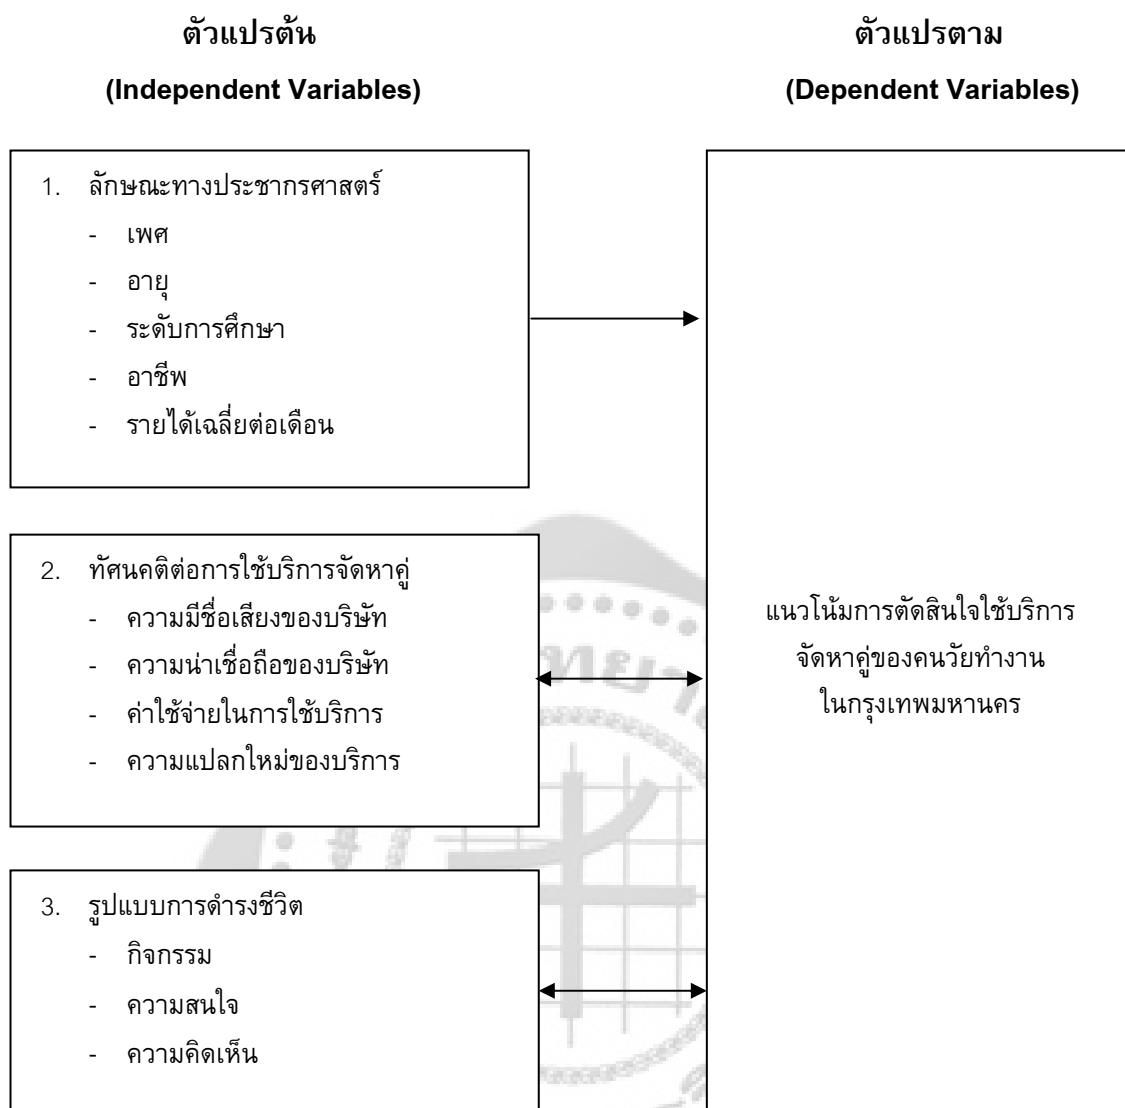 ตัวแปรต้น
(Independent Variables)
ตัวแปรตาม
(Dependent Variables)
1. ลักษณะทางประชากรศาสตร์
- เพศ
- อายุ
- ระดับการศึกษา
- อาชีพ
- รายได้เฉลี่ยต่อเดือน
2. ทัศนคติต่อการใช้บริการจัดหาคู่
- ความมีชื่อเสียงของบริษัท
- ความน่าเชื่อถือของบริษัท
- ค่าใช้จ่ายในการใช้บริการ
- ความแปลกใหม่ของบริการ
3. รูปแบบการดำรงชีวิต
- กิจกรรม
- ความสนใจ
- ความคิดเห็น
แนวโน้มการตัดสินใจใช้บริการ
จัดหาคู่ของคนวัยทำงาน
ในกรุงเทพมหานคร